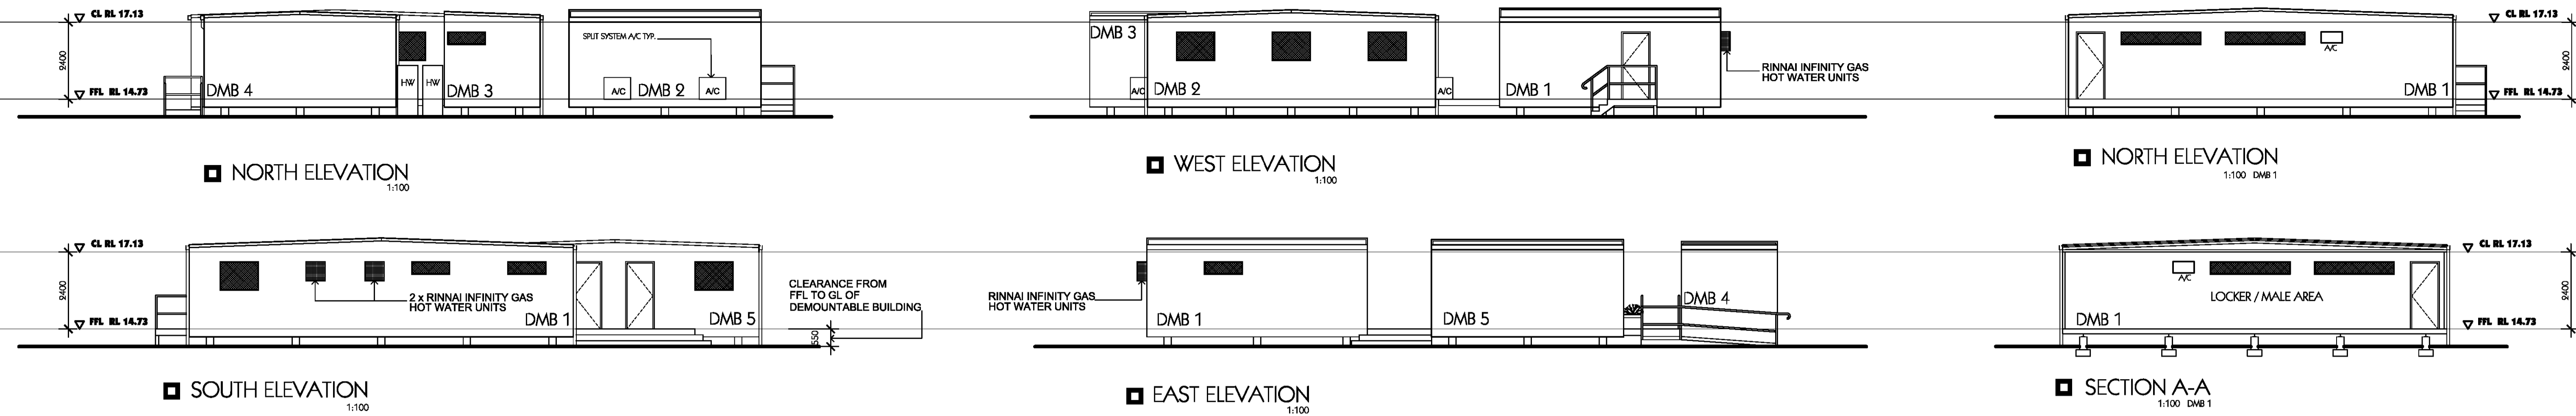 CL RL 17.13
2400
FFL RL 14.73
DMB 4
HW
HW
DMB 3
SPLIT SYSTEM A/C TYP.
A/C
DMB 2
A/C
NORTH ELEVATION
1:100
DMB 3
A/C
DMB 2
A/C
DMB 1
RINNAI INFINITY GAS
HOT WATER UNITS
WEST ELEVATION
1:100
A/C
DMB 1
CL RL 17.13
2400
FFL RL 14.73
NORTH ELEVATION
1:100 DMB 1
CL RL 17.13
2400
FFL RL 14.73
2 x RINNAI INFINITY GAS
HOT WATER UNITS
DMB 1
DMB 5
CLEARANCE FROM
FFL TO GL OF
DEMOUNTABLE BUILDING
550
SOUTH ELEVATION
1:100
RINNAI INFINITY GAS
HOT WATER UNITS
DMB 1
DMB 5
DMB 4
EAST ELEVATION
1:100
A/C
LOCKER / MALE AREA
DMB 1
CL RL 17.13
2400
FFL RL 14.73
SECTION A-A
1:100 DMB 1